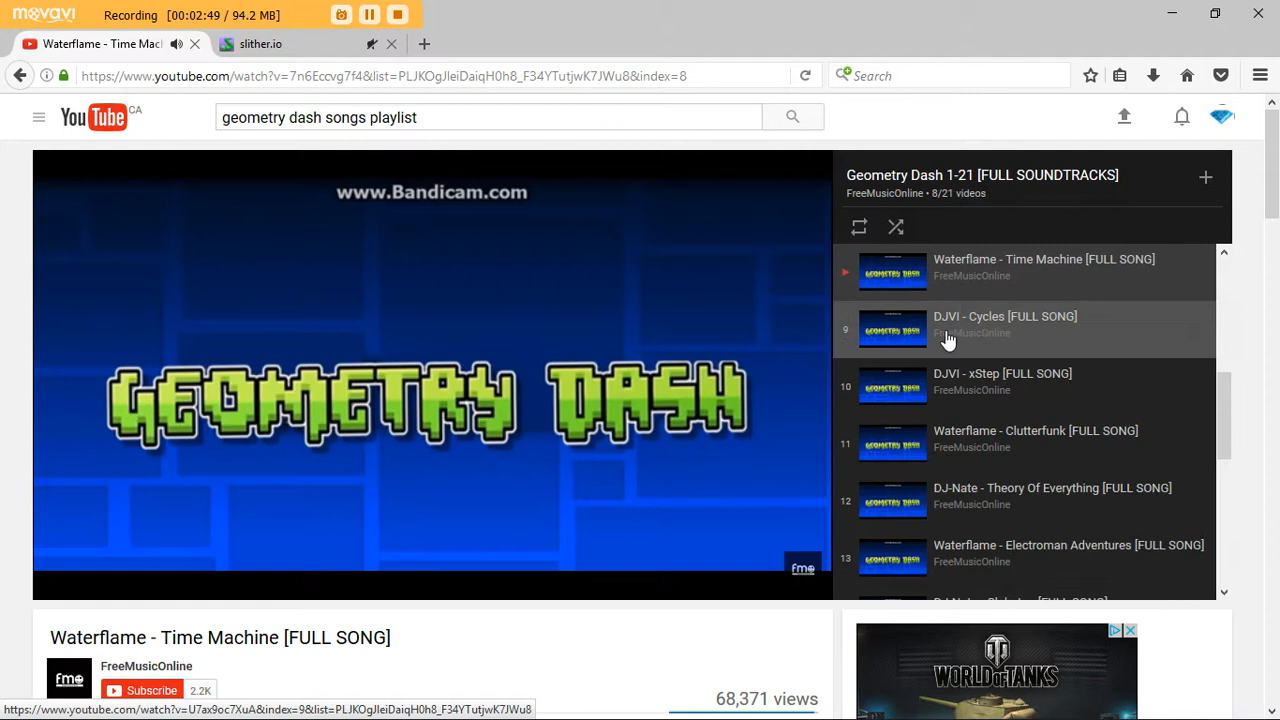 movavi Recording [00:02:49 / 94.2 MB]
Waterflame - Time Mac
slither.io
https://www.youtube.com/watch?v=7n6Eccvg7f4&list=PLJKOgJIeiDaiqH0h8_F34YTutjwK7JWu8&index=8
Search
YouTube CA
geometry dash songs playlist
www.Bandicam.com
GEOMETRY DASH
fmo
Geometry Dash 1-21 [FULL SOUNDTRACKS]
FreeMusicOnline • 8/21 videos
Waterflame - Time Machine [FULL SONG]
FreeMusicOnline
9
DJVI - Cycles [FULL SONG]
FreeMusicOnline
10
DJVI - xStep [FULL SONG]
FreeMusicOnline
11
Waterflame - Clutterfunk [FULL SONG]
FreeMusicOnline
12
DJ-Nate - Theory Of Everything [FULL SONG]
FreeMusicOnline
13
Waterflame - Electroman Adventures [FULL SONG]
FreeMusicOnline
Waterflame - Time Machine [FULL SONG]
fmo
FreeMusicOnline
Subscribe 2.2K
68,371 views
WORLD OF TANKS
https://www.youtube.com/watch?v=U7ax9oc7XuA&index=9&list=PLJKOgJIeiDaiqH0h8_F34YTutjwK7JWu8